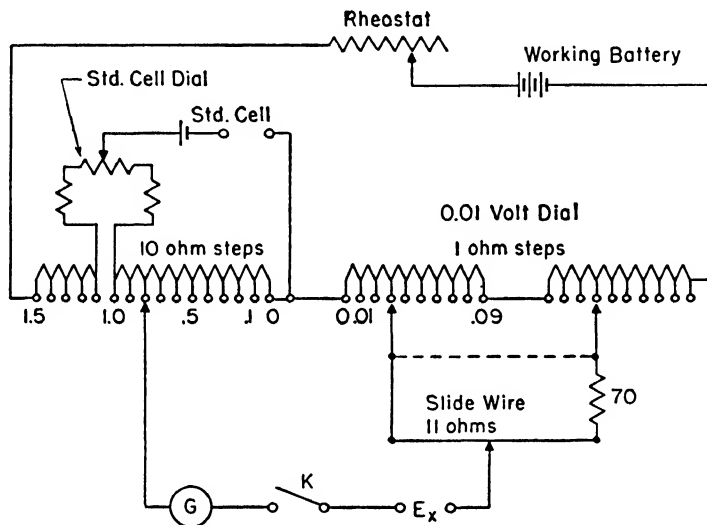 Rheostat
Working Battery
Std. Cell Dial
Std. Cell
0.01 Volt Dial
10 ohm steps
1 ohm steps
1.5
1.0
.5
.1
0
0.01
.09
Slide Wire
11 ohms
70
K
G
Ex